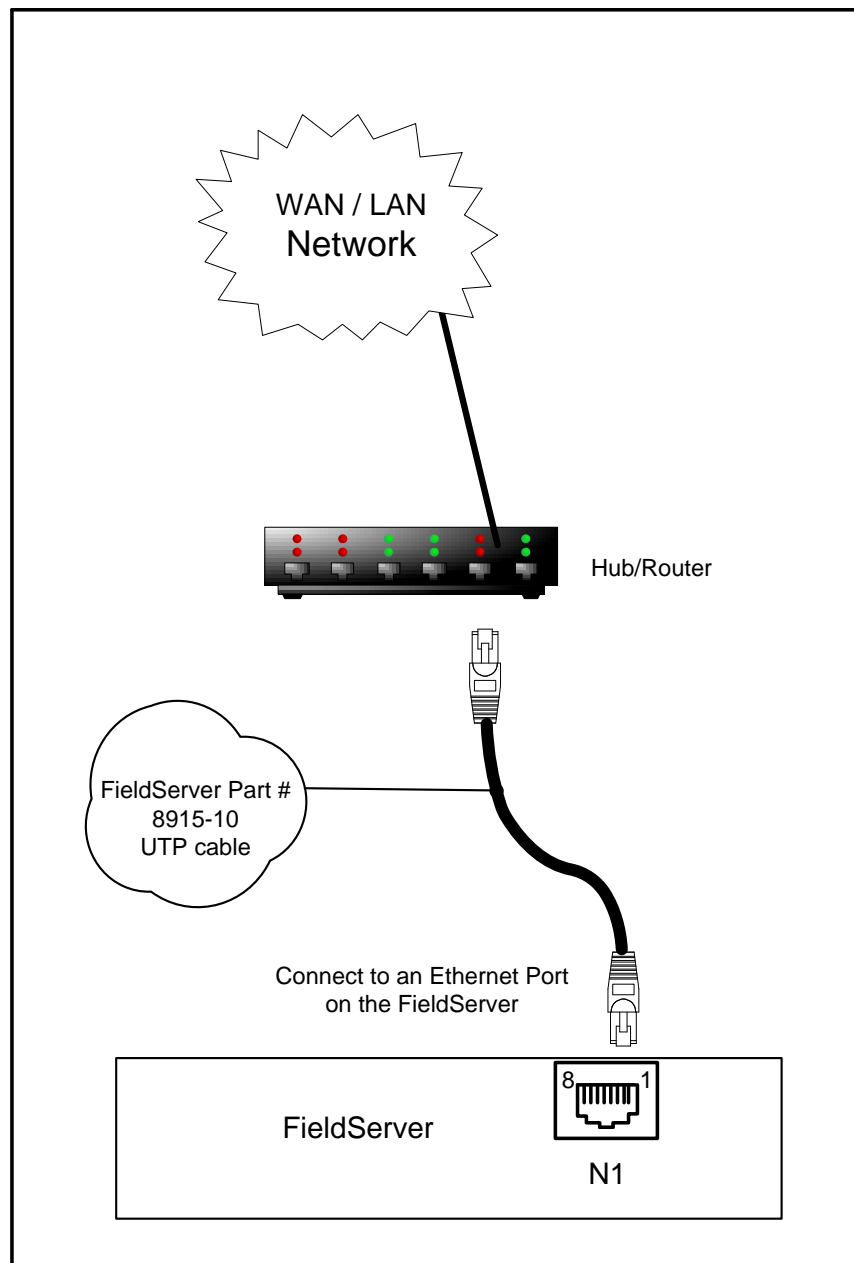 WAN / LAN
Network
Hub/Router
FieldServer Part #
8915-10
UTP cable
Connect to an Ethernet Port
on the FieldServer
8 1
FieldServer
N1